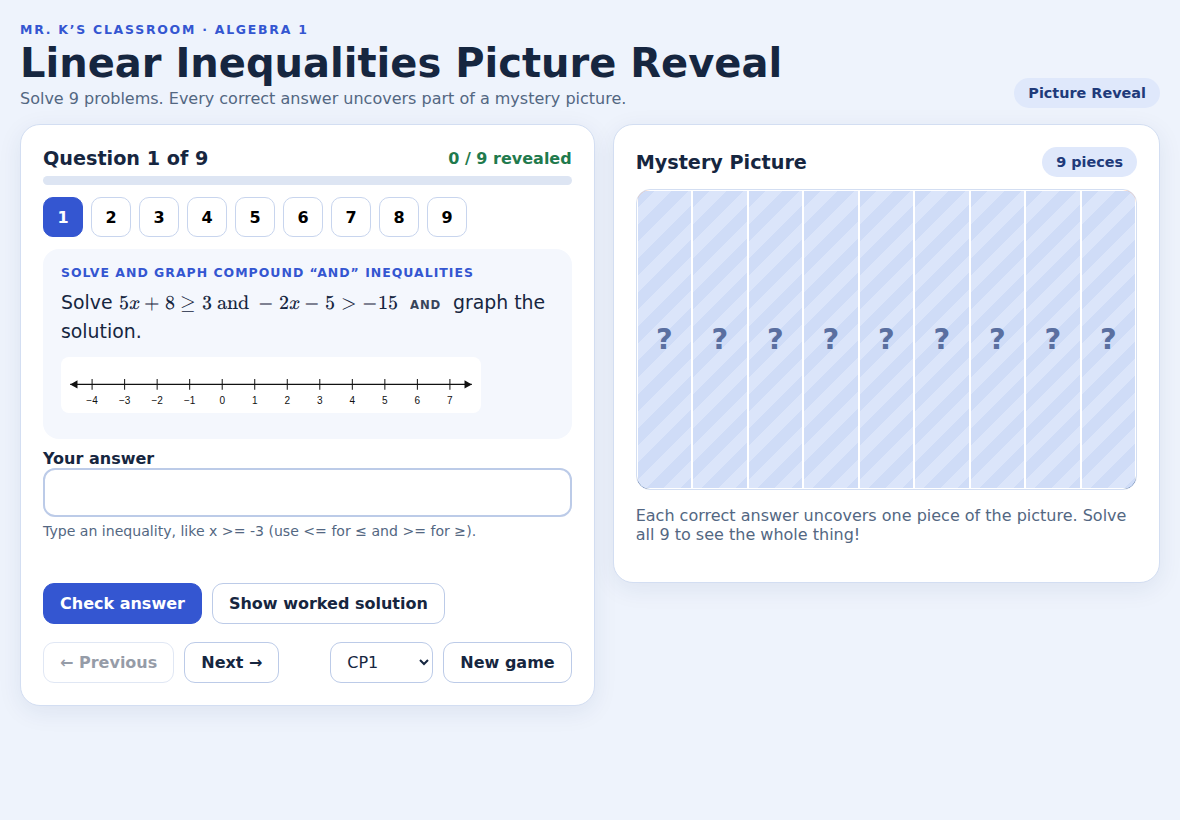 MR. K’S CLASSROOM · ALGEBRA 1
Linear Inequalities Picture Reveal
Solve 9 problems. Every correct answer uncovers part of a mystery picture.
Picture Reveal
Question 1 of 9
0 / 9 revealed
1 2 3 4 5 6 7 8 9
SOLVE AND GRAPH COMPOUND “AND” INEQUALITIES
Solve 5x + 8 ≥ 3 and − 2x − 5 > −15 AND graph the
solution.
−4 −3 −2 −1 0 1 2 3 4 5 6 7
Your answer
Type an inequality, like x >= -3 (use <= for ≤ and >= for ≥).
Check answer
Show worked solution
← Previous
Next →
CP1
New game
Mystery Picture
9 pieces
? ? ? ? ? ? ? ? ?
Each correct answer uncovers one piece of the picture. Solve
all 9 to see the whole thing!